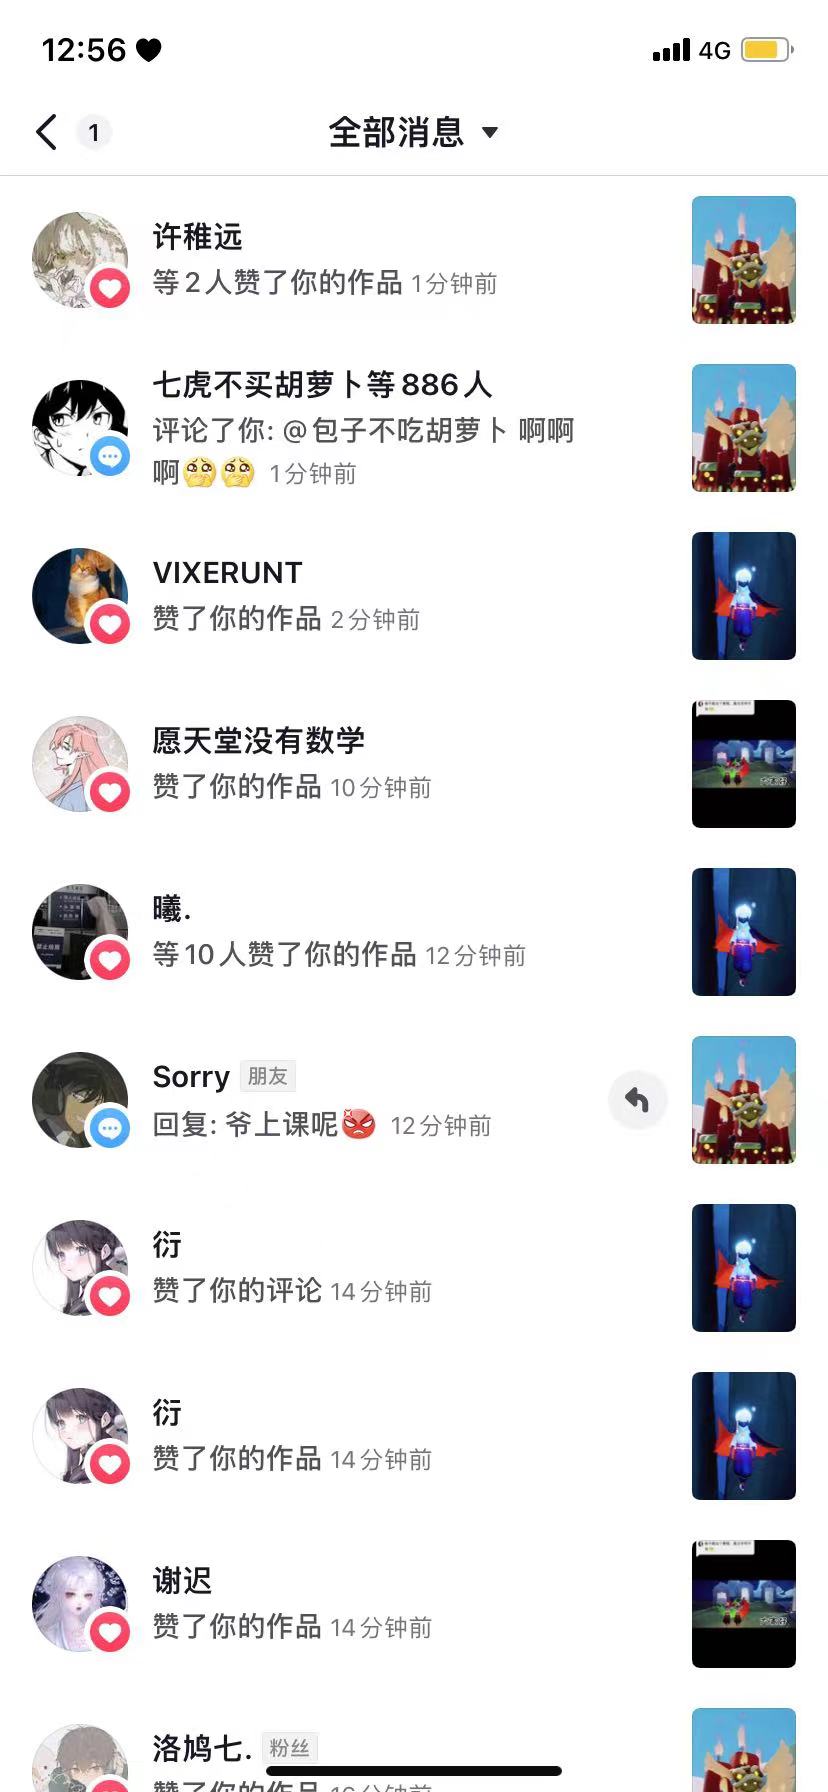 12:56
4G
1
全部消息
许稚远
等2人赞了你的作品 1分钟前
七虎不买胡萝卜等886人
评论了你: @包子不吃胡萝卜 啊啊
啊🥺🥺 1分钟前
VIXERUNT
赞了你的作品 2分钟前
愿天堂没有数学
赞了你的作品 10分钟前
曦.
等10人赞了你的作品 12分钟前
Sorry 朋友
回复: 爷上课呢😡 12分钟前
衍
赞了你的评论 14分钟前
衍
赞了你的作品 14分钟前
谢迟
赞了你的作品 14分钟前
洛鸠七. 粉丝